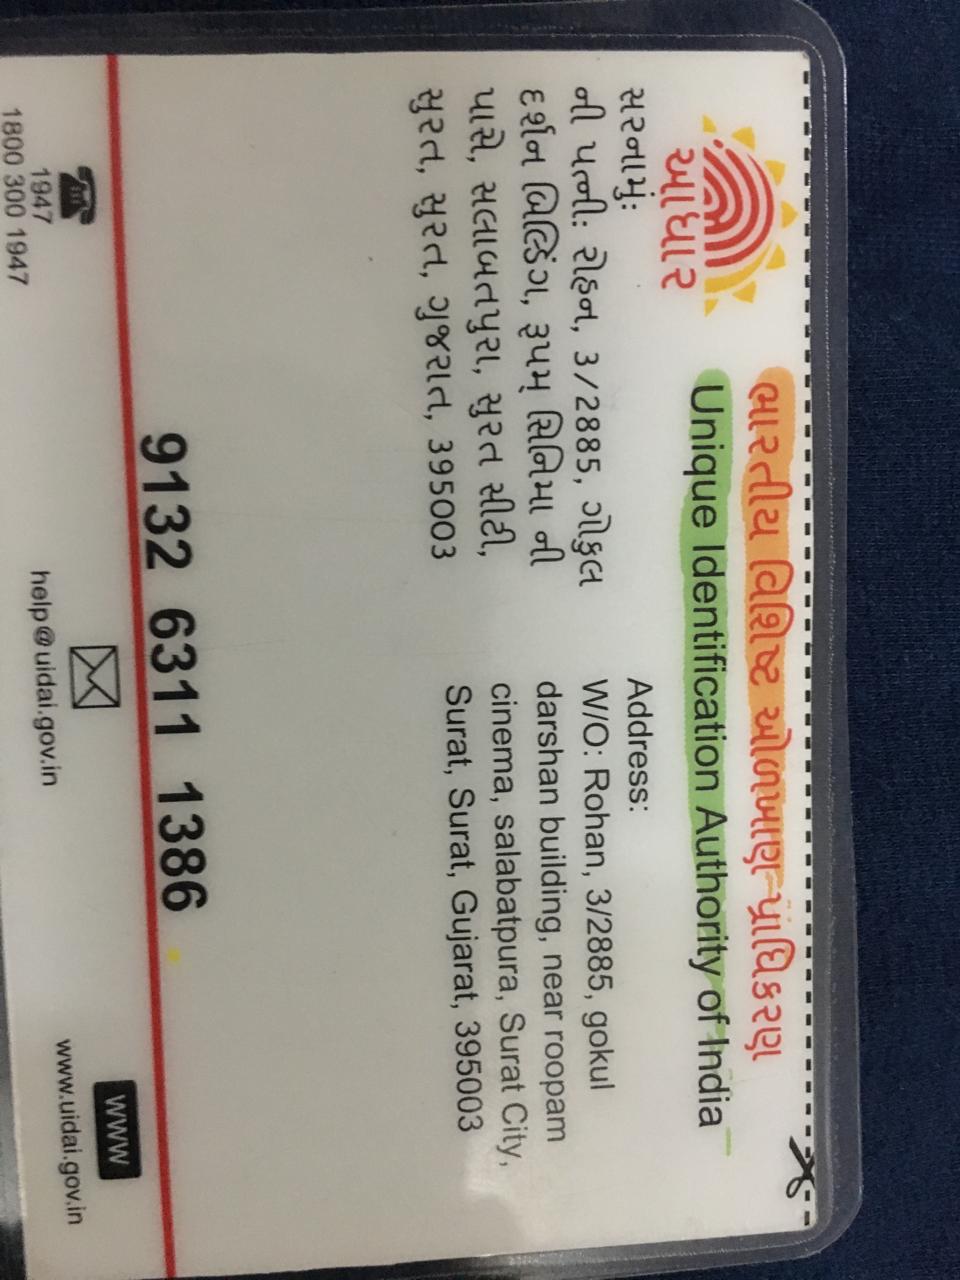 ભારતીય વિશિષ્ટ ઓળખાણ પ્રાધિકરણ
Unique Identification Authority of India
આધાર
સરનામું:
ની પત્ની: રોહન, 3/2885, ગોકુલ
દર્શન બિલ્ડિંગ, રૂપમ્ સિનિમા ની
પાસે, સલાબતપુરા, સુરત સીટી,
સુરત, સુરત, ગુજરાત, 395003
Address:
W/O: Rohan, 3/2885, gokul
darshan building, near roopam
cinema, salabatpura, Surat City,
Surat, Surat, Gujarat, 395003
9132 6311 1386
1947
1800 300 1947
help@uidai.gov.in
www
www.uidai.gov.in